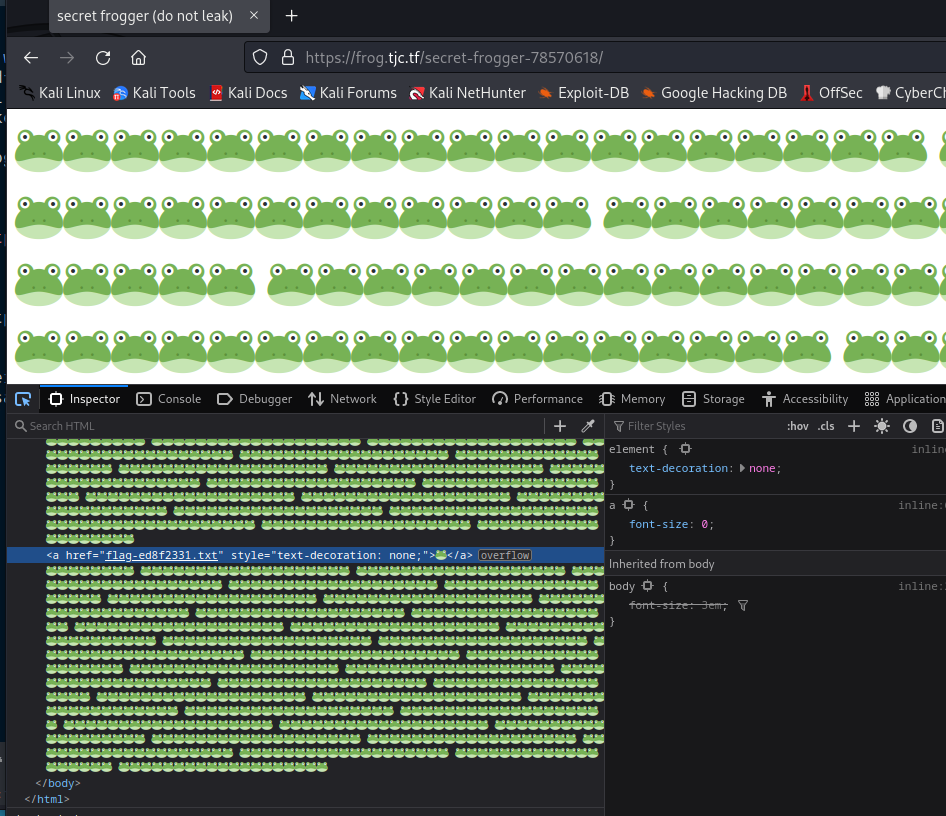 secret frogger (do not leak)
https://frog.tjc.tf/secret-frogger-78570618/
Kali Linux Kali Tools Kali Docs Kali Forums Kali NetHunter Exploit-DB Google Hacking DB OffSec CyberCh
Inspector Console Debugger Network Style Editor Performance Memory Storage Accessibility Application
Search HTML
Filter Styles :hov .cls
element { inline
text-decoration: none;
}
a { inline:
font-size: 0;
}
<a href="flag-ed8f2331.txt" style="text-decoration: none;">🐸</a> overflow
Inherited from body
body { inline:
font-size: 3em;
}
</body>
</html>